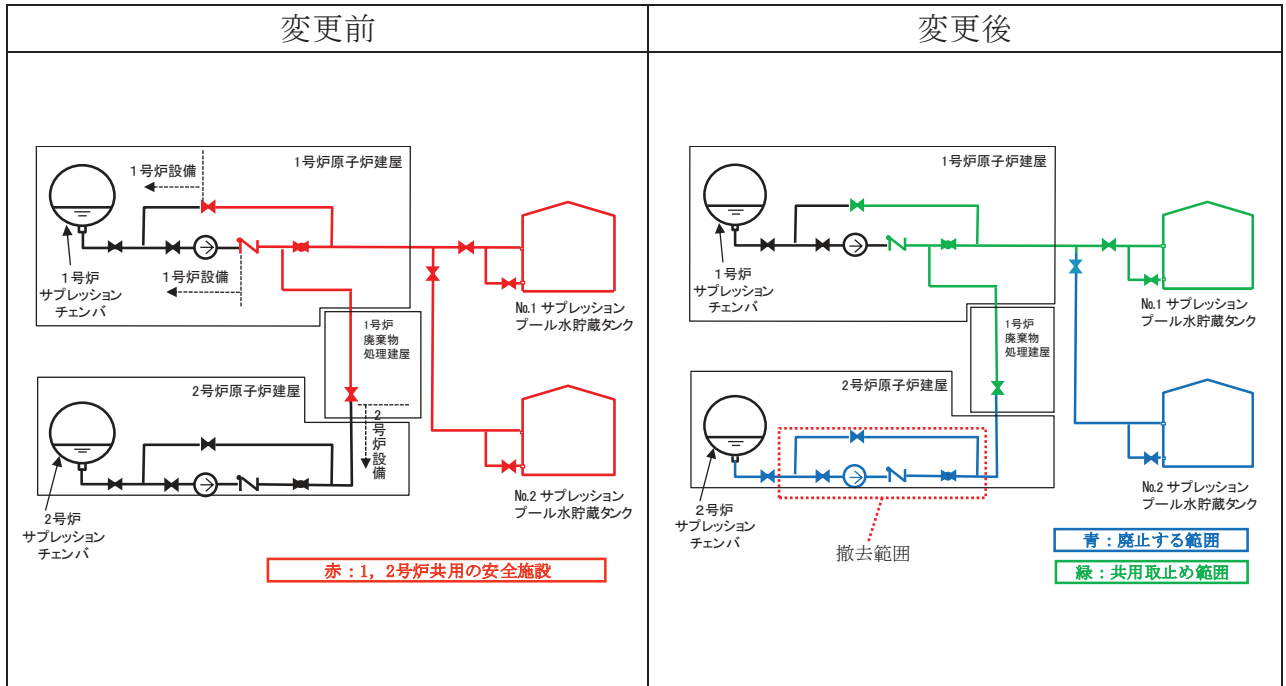 変更前
変更後
1号炉原子炉建屋
1号炉設備
1号炉設備
1号炉
サプレッション
チェンバ
1号炉
廃棄物
処理建屋
No.1 サプレッション
プール水貯蔵タンク
2号炉原子炉建屋
2号炉設備
2号炉
サプレッション
チェンバ
No.2 サプレッション
プール水貯蔵タンク
赤：1，2号炉共用の安全施設
1号炉原子炉建屋
1号炉
サプレッション
チェンバ
1号炉
廃棄物
処理建屋
No.1 サプレッション
プール水貯蔵タンク
2号炉原子炉建屋
2号炉
サプレッション
チェンバ
撤去範囲
No.2 サプレッション
プール水貯蔵タンク
青：廃止する範囲
緑：共用取止め範囲